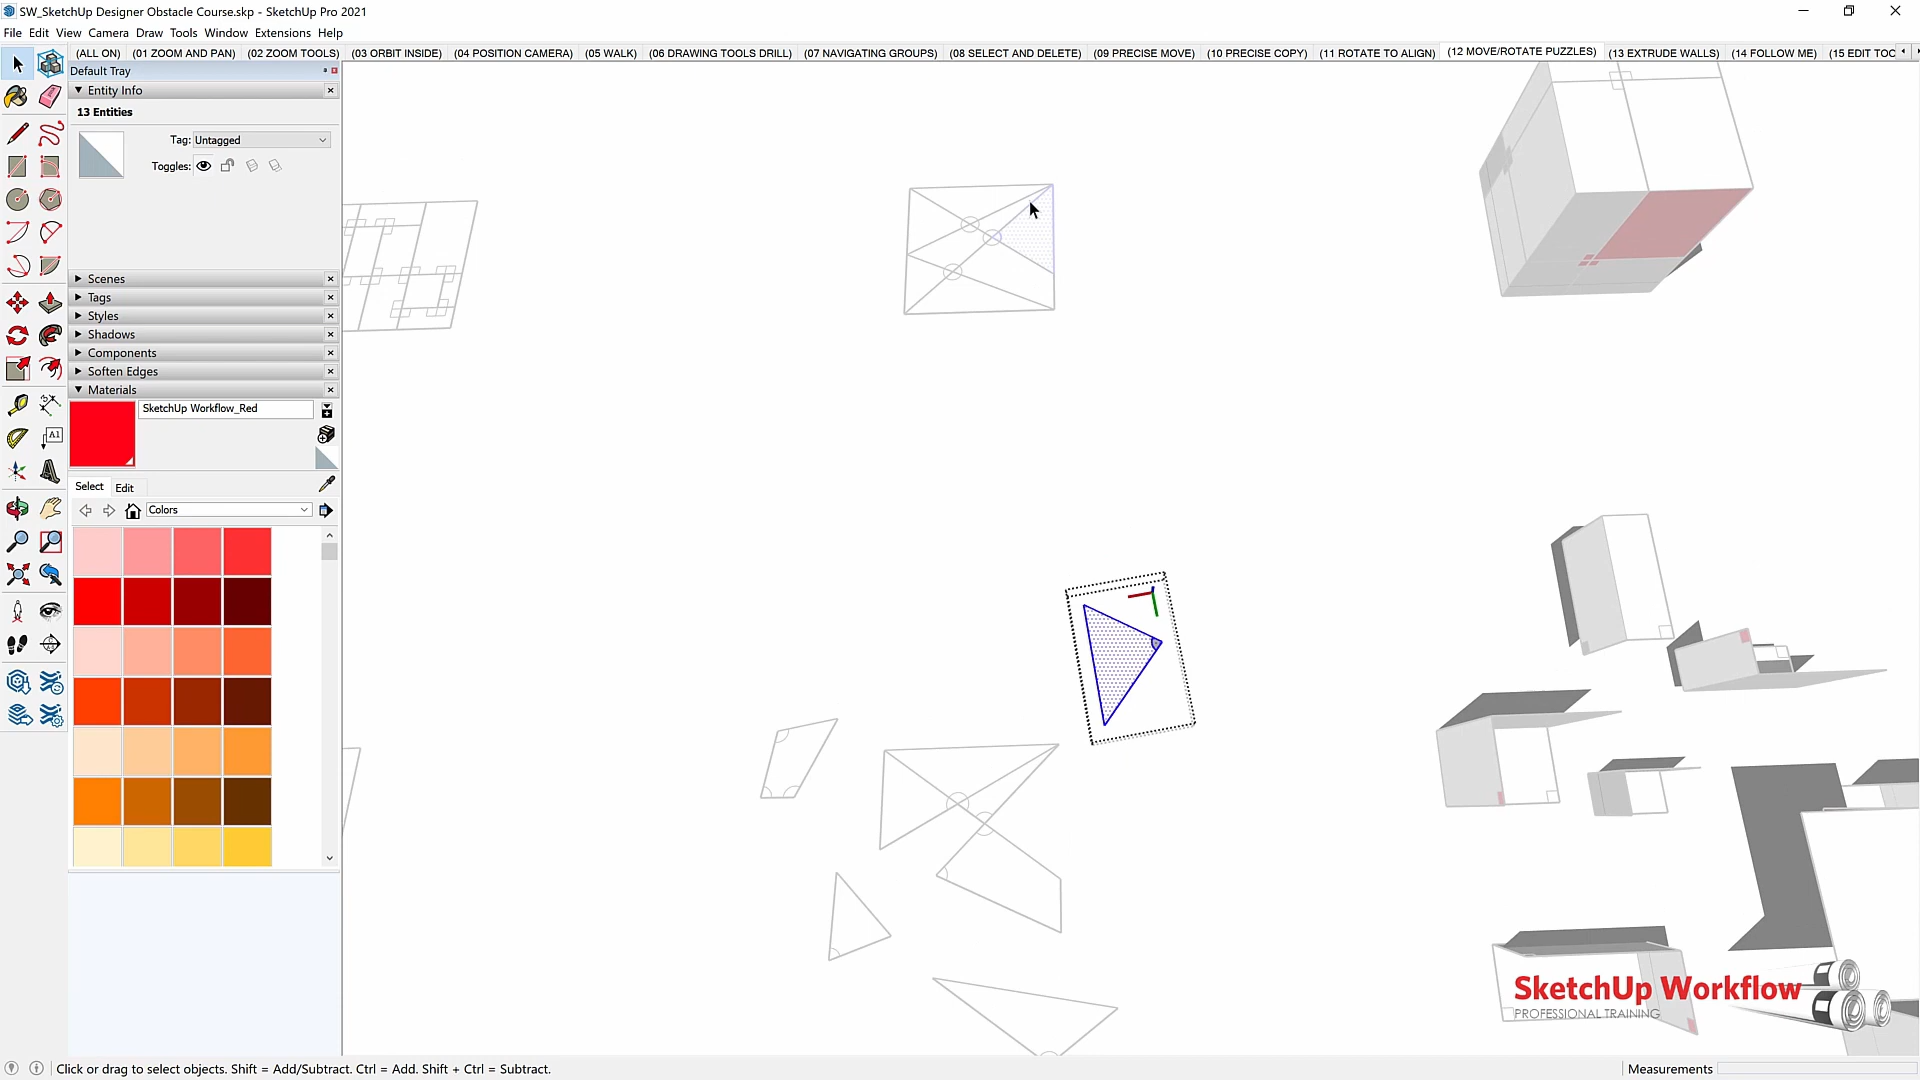 SW_SketchUp Designer Obstacle Course.skp - SketchUp Pro 2021
File Edit View Camera Draw Tools Window Extensions Help
(ALL ON) (01 ZOOM AND PAN) (02 ZOOM TOOLS) (03 ORBIT INSIDE) (04 POSITION CAMERA) (05 WALK) (06 DRAWING TOOLS DRILL) (07 NAVIGATING GROUPS) (08 SELECT AND DELETE) (09 PRECISE MOVE) (10 PRECISE COPY) (11 ROTATE TO ALIGN) (12 MOVE/ROTATE PUZZLES) (13 EXTRUDE WALLS) (14 FOLLOW ME) (15 EDIT TOO
Default Tray
Entity Info
13 Entities
Tag: Untagged
Toggles:
Scenes
Tags
Styles
Shadows
Components
Soften Edges
Materials
SketchUp Workflow_Red
Select Edit
Colors
SketchUp Workflow
PROFESSIONAL TRAINING
Click or drag to select objects. Shift = Add/Subtract. Ctrl = Add. Shift + Ctrl = Subtract.
Measurements